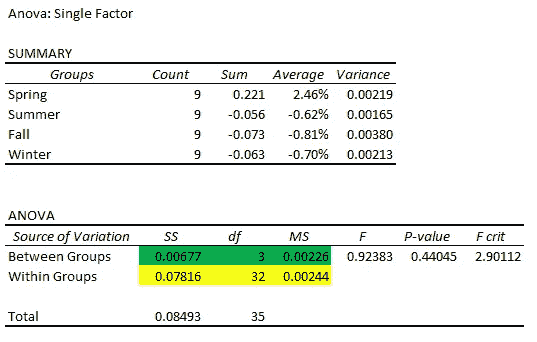 Anova: Single Factor
SUMMARY
Groups Count Sum Average Variance
Spring 9 0.221 2.46% 0.00219
Summer 9 -0.056 -0.62% 0.00165
Fall 9 -0.073 -0.81% 0.00380
Winter 9 -0.063 -0.70% 0.00213
ANOVA
Source of Variation SS df MS F P-value F crit
Between Groups 0.00677 3 0.00226 0.92383 0.44045 2.90112
Within Groups 0.07816 32 0.00244
Total 0.08493 35